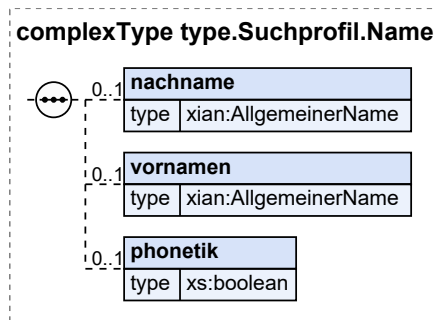 complexType type.Suchprofil.Name
0..1 nachname
type xian:AllgemeinerName
0..1 vornamen
type xian:AllgemeinerName
0..1 phonetik
type xs:boolean